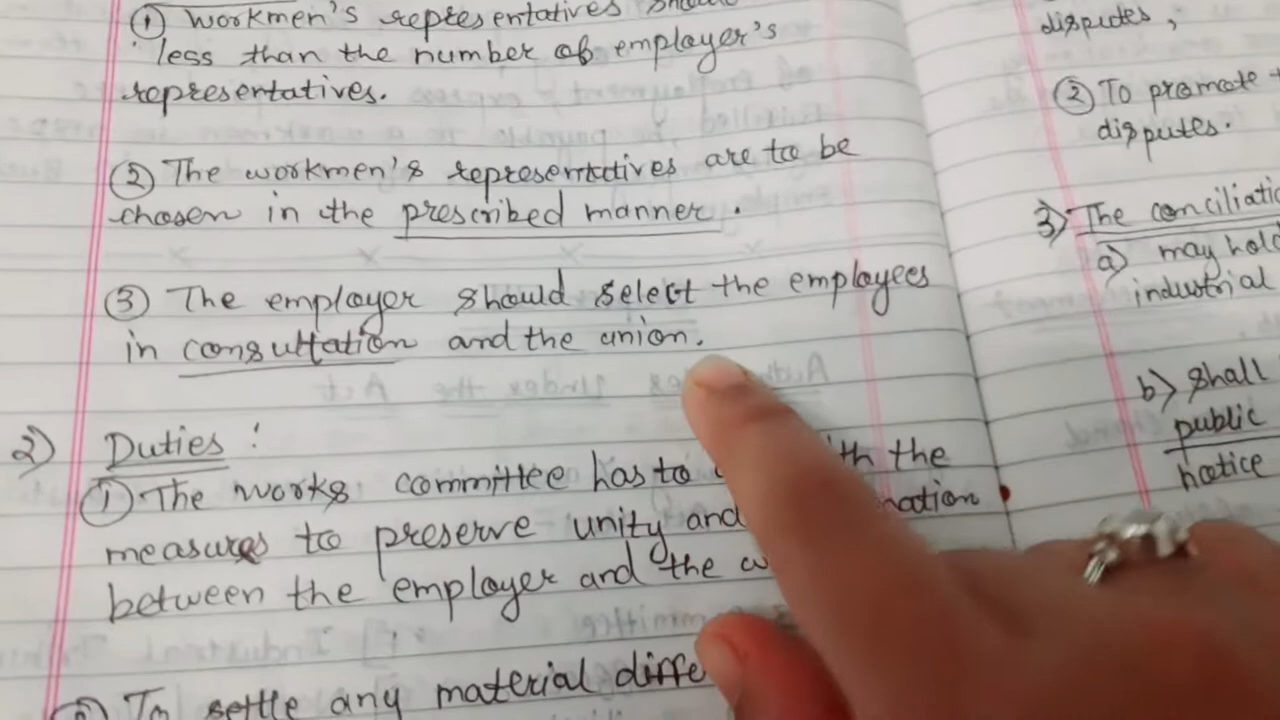 ① Workmen's representatives
less than the number of employer's
representatives.
② The workmen's representatives are to be
chosen in the prescribed manner.
③ The employer should select the employees
in consultation and the union.
2) Duties:
① The works committee has to
th the
measures to preserve unity and
between the employer and the
To settle any material diffe
disputes,
② To promote
disputes.
3) The conciliatio
a) may hold
industrial
b) shall
public
notice